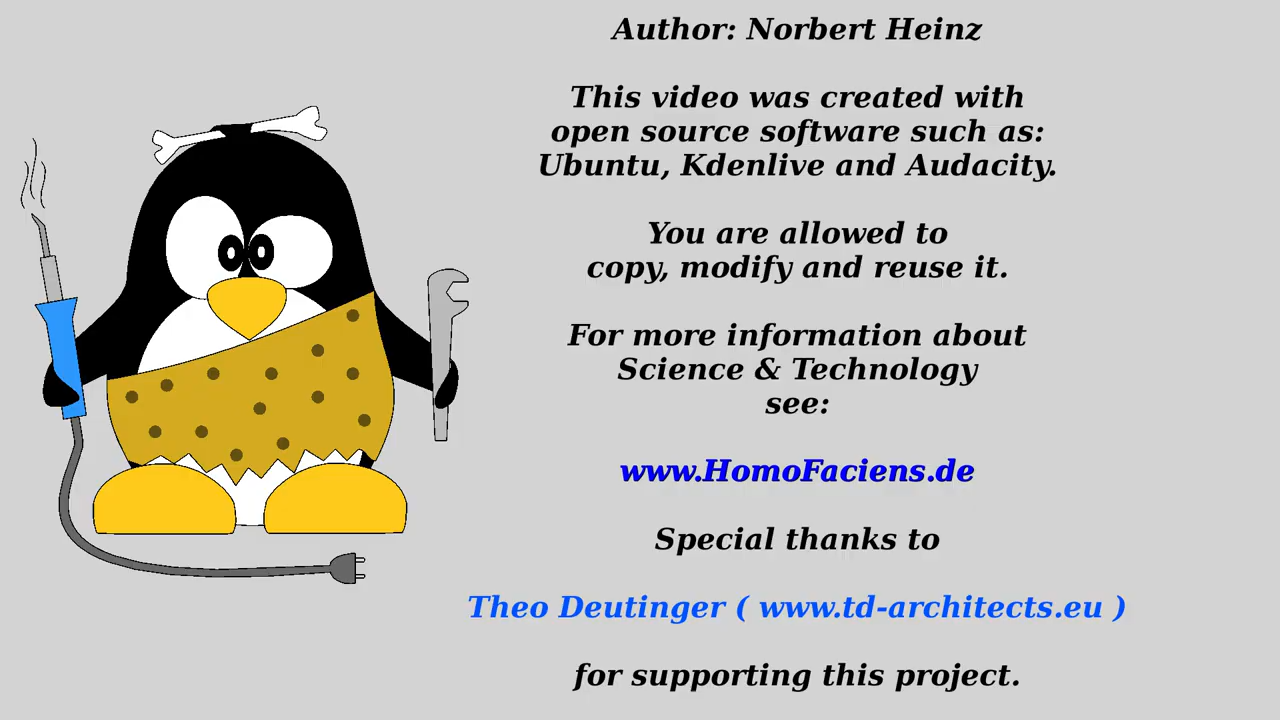 Author: Norbert Heinz
This video was created with
open source software such as:
Ubuntu, Kdenlive and Audacity.
You are allowed to
copy, modify and reuse it.
For more information about
Science & Technology
see:
www.HomoFaciens.de
Special thanks to
Theo Deutinger ( www.td-architects.eu )
for supporting this project.